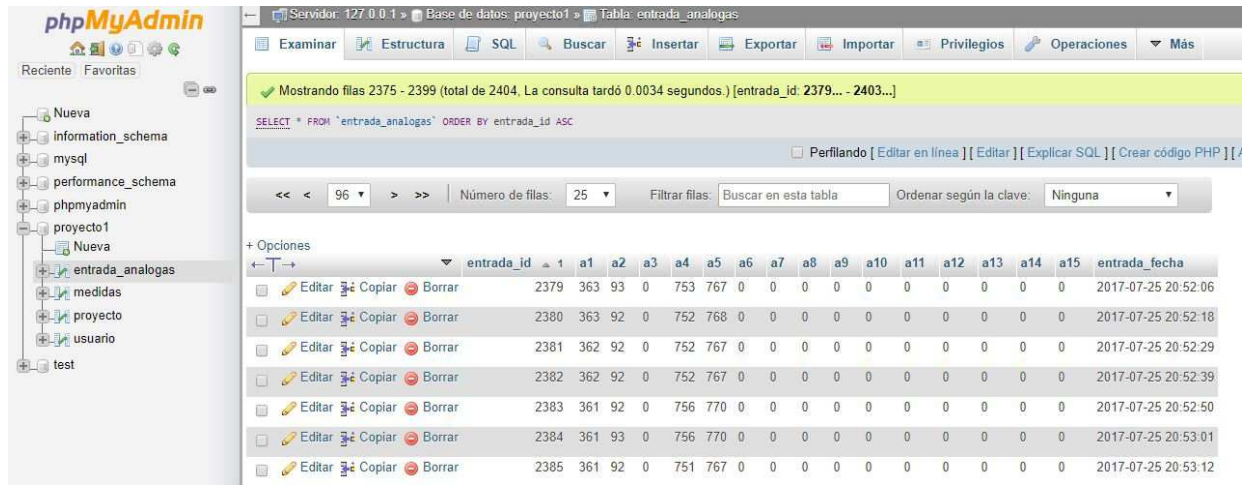 phpMyAdmin
Reciente Favoritas
Nueva
information_schema
mysql
performance_schema
phpmyadmin
proyecto1
Nueva
entrada_analogas
medidas
proyecto
usuario
test
Servidor: 127.0.0.1 » Base de datos: proyecto1 » Tabla: entrada_analogas
Examinar Estructura SQL Buscar Insertar Exportar Importar Privilegios Operaciones Más
Mostrando filas 2375 - 2399 (total de 2404, La consulta tardó 0.0034 segundos.) [entrada_id: 2379... - 2403...]
SELECT * FROM `entrada_analogas` ORDER BY entrada_id ASC
Perfilando [ Editar en línea ] [ Editar ] [ Explicar SQL ] [ Crear código PHP ] [
<< < 96 > >> Número de filas: 25 Filtrar filas: Buscar en esta tabla Ordenar según la clave: Ninguna
+ Opciones
entrada_id 1 a1 a2 a3 a4 a5 a6 a7 a8 a9 a10 a11 a12 a13 a14 a15 entrada_fecha
Editar Copiar Borrar 2379 363 93 0 753 767 0 0 0 0 0 0 0 0 0 0 2017-07-25 20:52:06
Editar Copiar Borrar 2380 363 92 0 752 768 0 0 0 0 0 0 0 0 0 0 2017-07-25 20:52:18
Editar Copiar Borrar 2381 362 92 0 752 767 0 0 0 0 0 0 0 0 0 0 2017-07-25 20:52:29
Editar Copiar Borrar 2382 362 92 0 752 767 0 0 0 0 0 0 0 0 0 0 2017-07-25 20:52:39
Editar Copiar Borrar 2383 361 92 0 756 770 0 0 0 0 0 0 0 0 0 0 2017-07-25 20:52:50
Editar Copiar Borrar 2384 361 93 0 756 770 0 0 0 0 0 0 0 0 0 0 2017-07-25 20:53:01
Editar Copiar Borrar 2385 361 92 0 751 767 0 0 0 0 0 0 0 0 0 0 2017-07-25 20:53:12